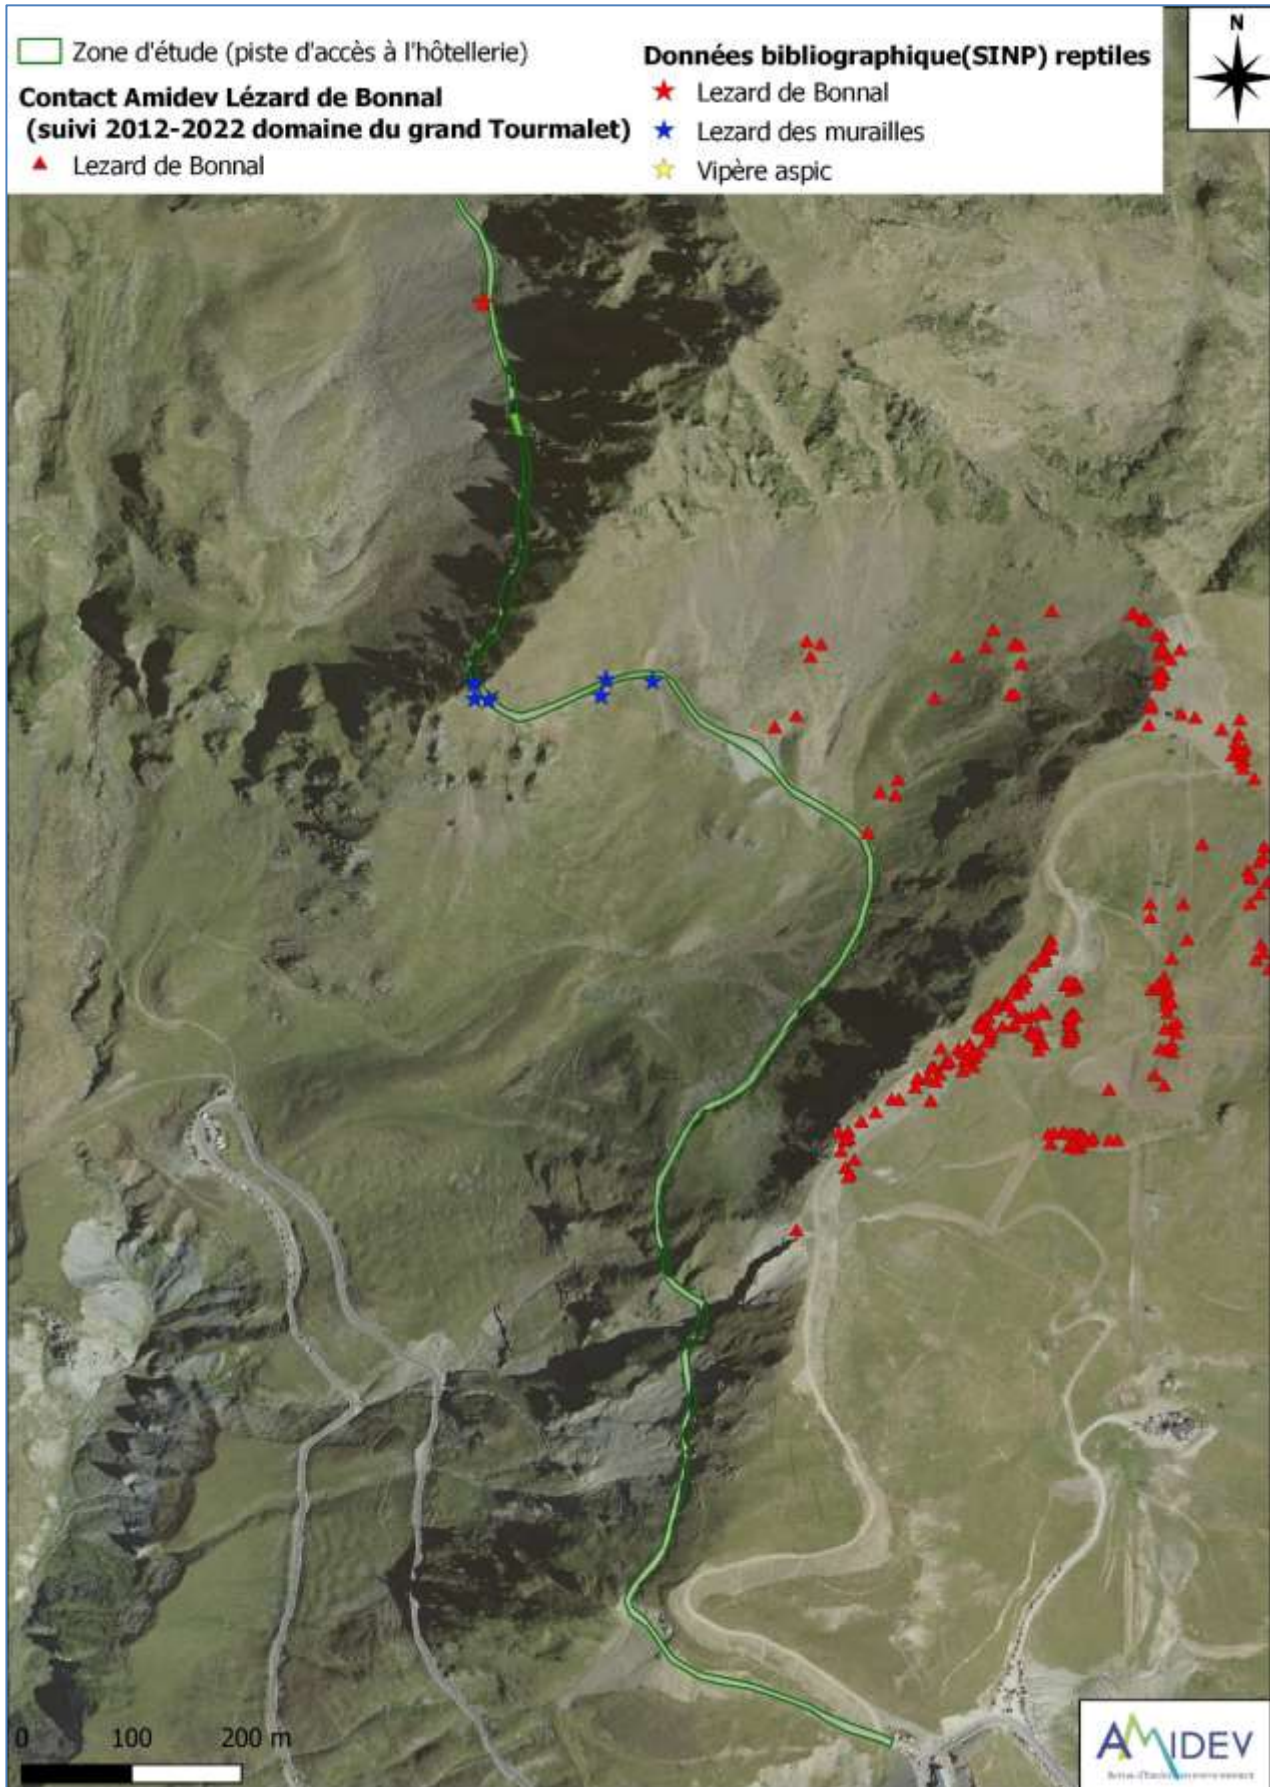 Zone d'étude (piste d'accès à l'hôtellerie)
Contact Amidev Lézard de Bonnal
(suivi 2012-2022 domaine du grand Tourmalet)
Lezard de Bonnal
Données bibliographique(SINP) reptiles
Lezard de Bonnal
Lezard des murailles
Vipère aspic
N
0 100 200 m
AMIDEV